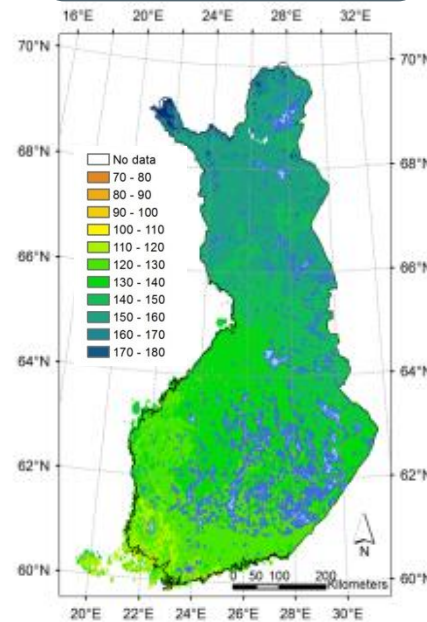 16°E 20°E 24°E 28°E 32°E
70°N 70°N
68°N 68°N
66°N 66°N
64°N 64°N
62°N 62°N
60°N 60°N
No data
70 - 80
80 - 90
90 - 100
100 - 110
110 - 120
120 - 130
130 - 140
140 - 150
150 - 160
160 - 170
170 - 180
N
0 50 100 200
Kilometers
20°E 22°E 24°E 26°E 28°E 30°E